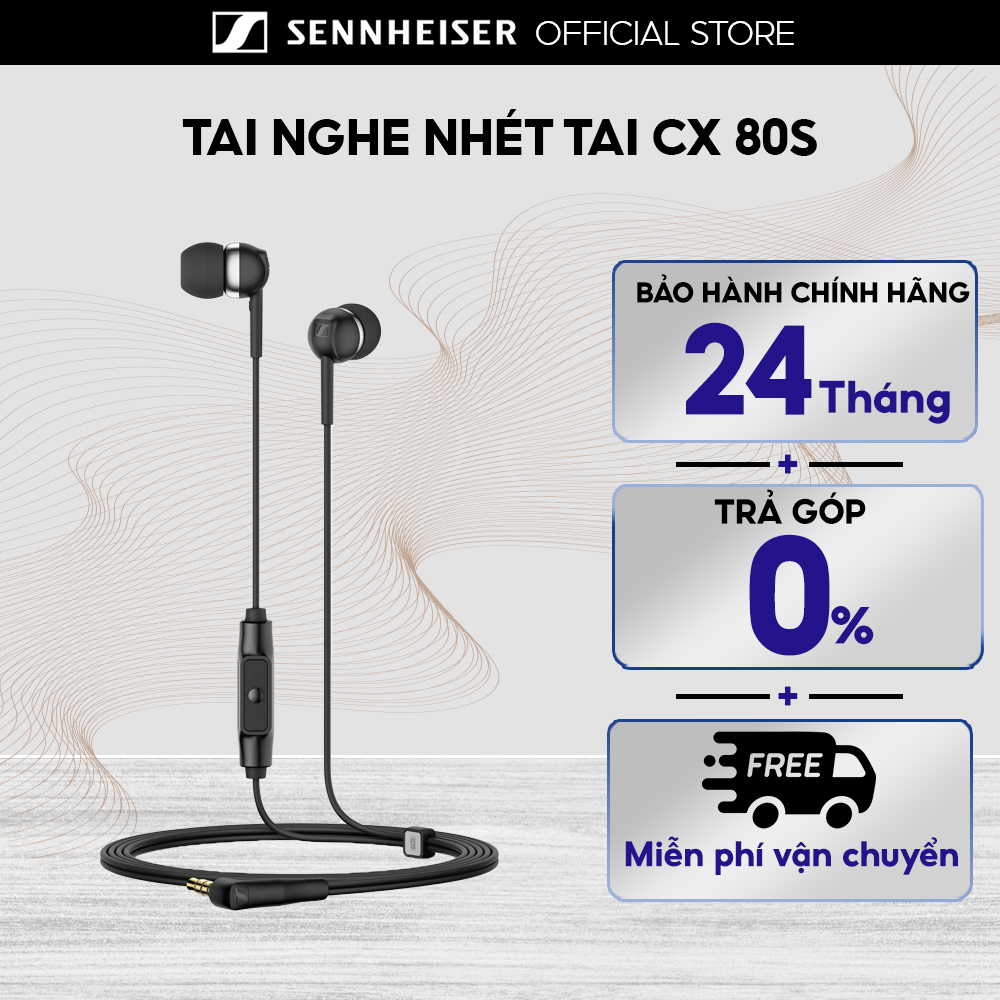 SENNHEISER OFFICIAL STORE
TAI NGHE NHÉT TAI CX 80S
BẢO HÀNH CHÍNH HÃNG
24 Tháng
+
TRẢ GÓP
0%
+
FREE
Miễn phí vận chuyển